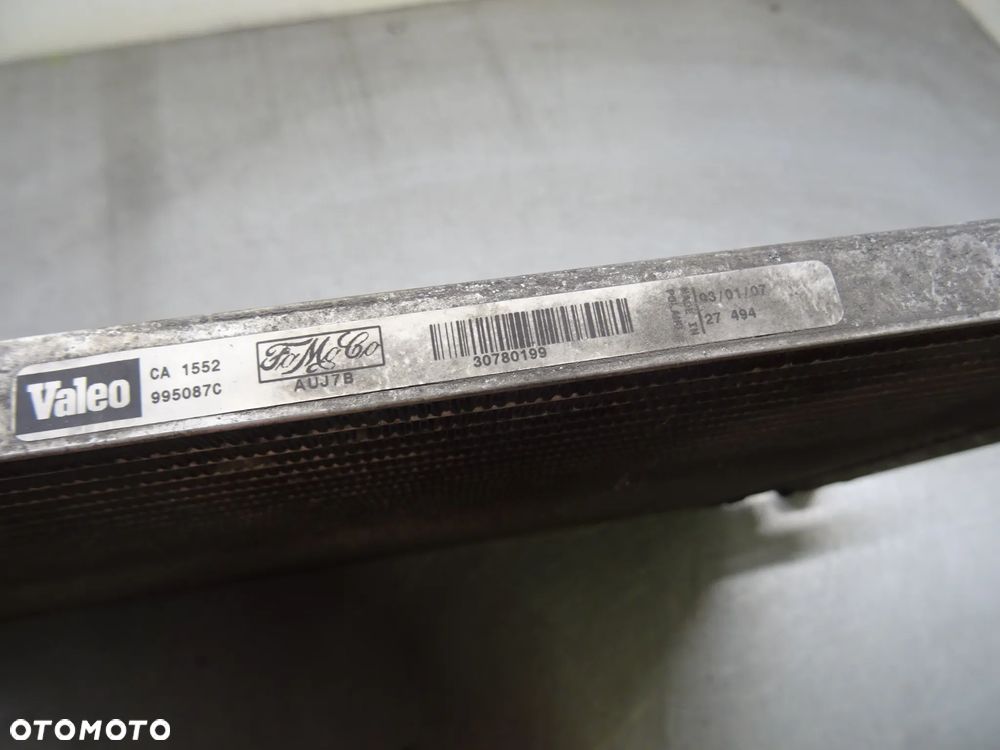 Valeo
CA 1552
995087C
FoMoCo
AUJ7B
30780199
03/01/07
27 494
OTOMOTO